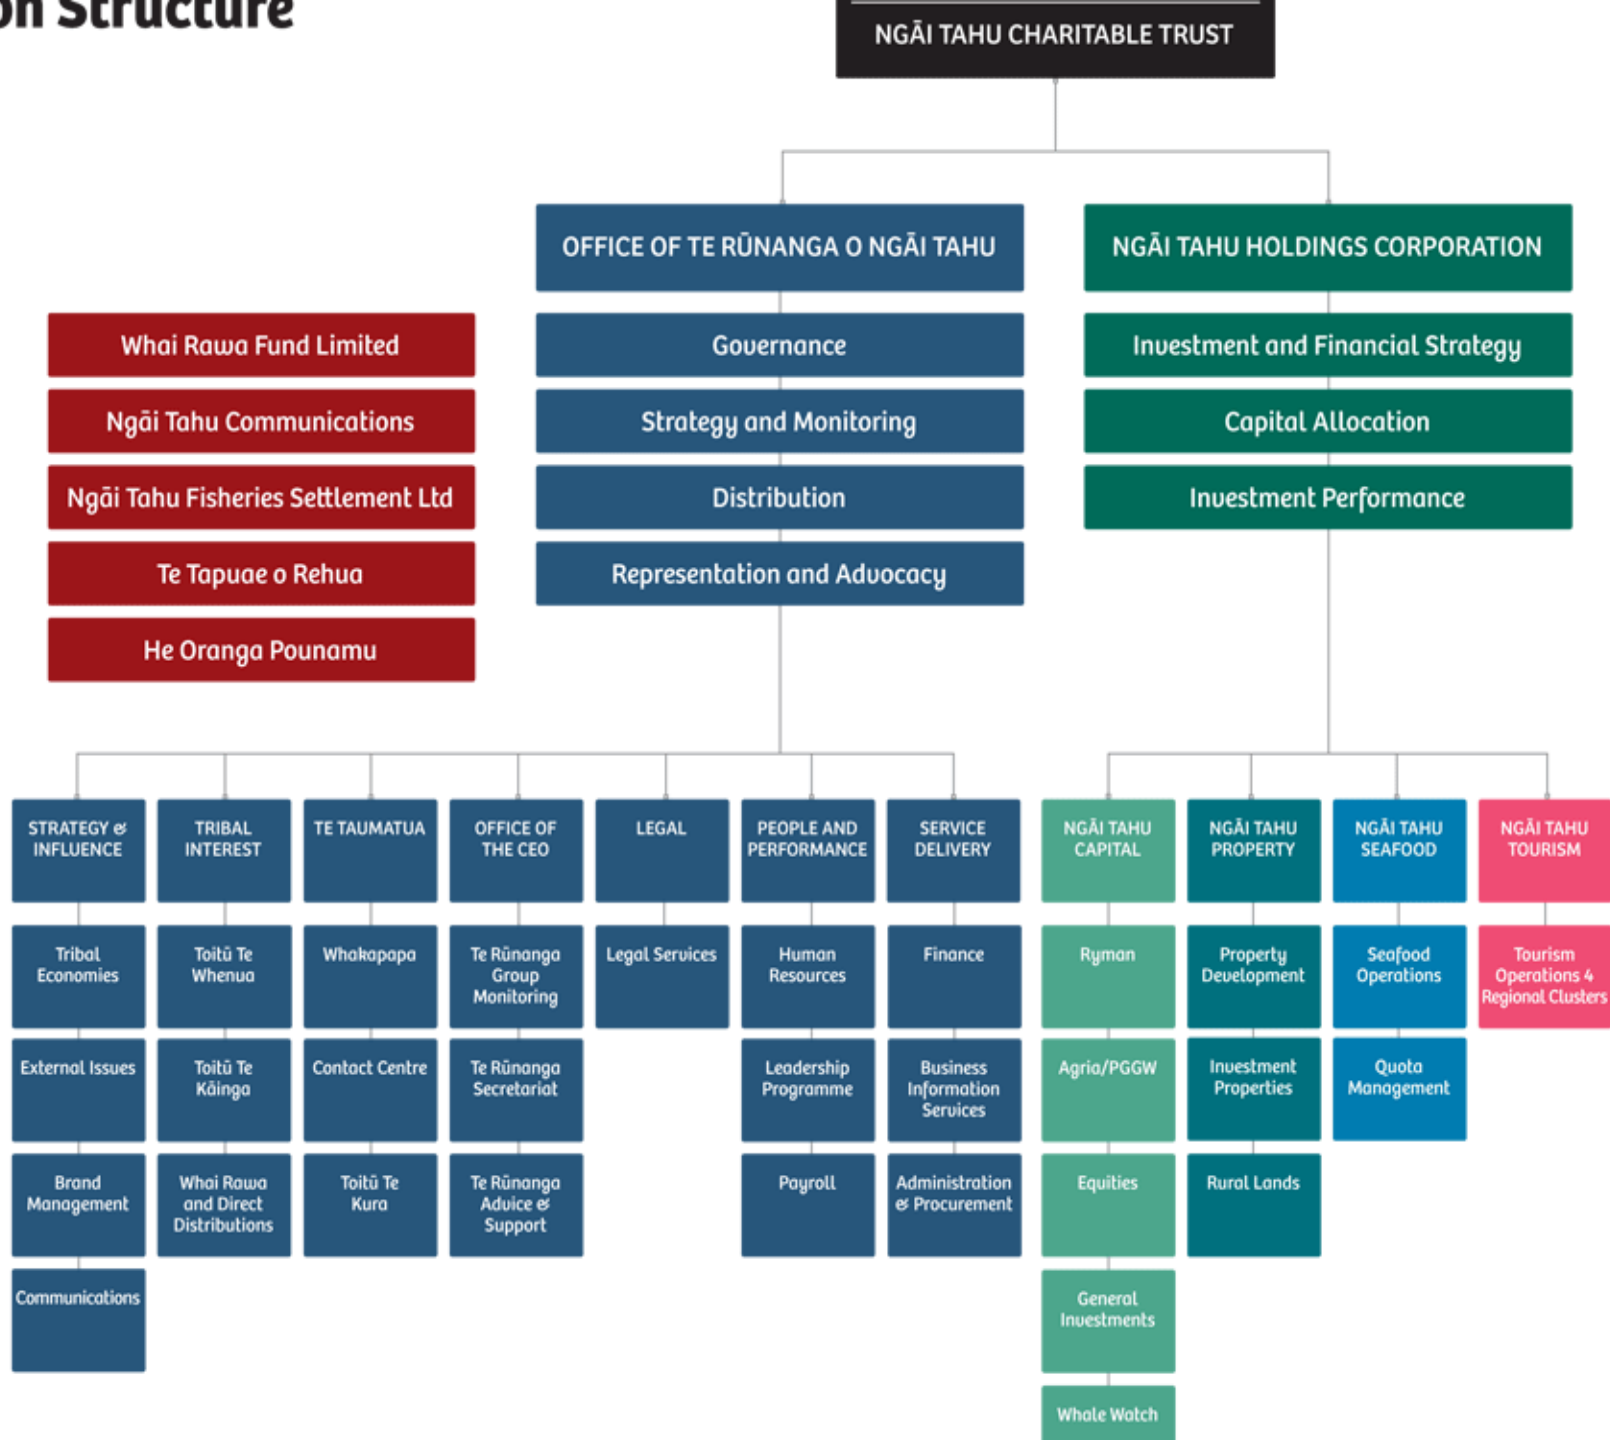 on Structure
NGĀI TAHU CHARITABLE TRUST
OFFICE OF TE RŪNANGA O NGĀI TAHU
Governance
Strategy and Monitoring
Distribution
Representation and Advocacy
NGĀI TAHU HOLDINGS CORPORATION
Investment and Financial Strategy
Capital Allocation
Investment Performance
Whai Rawa Fund Limited
Ngāi Tahu Communications
Ngāi Tahu Fisheries Settlement Ltd
Te Tapuae o Rehua
He Oranga Pounamu
STRATEGY &
INFLUENCE
Tribal
Economies
External Issues
Brand
Management
Communications
TRIBAL
INTEREST
Toitū Te
Whenua
Toitū Te
Kāinga
Whai Rawa
and Direct
Distributions
TE TAUMATUA
Whakapapa
Contact Centre
Toitū Te
Kura
OFFICE OF
THE CEO
Te Rūnanga
Group
Monitoring
Te Rūnanga
Secretariat
Te Rūnanga
Advice &
Support
LEGAL
Legal Services
PEOPLE AND
PERFORMANCE
Human
Resources
Leadership
Programme
Payroll
SERVICE
DELIVERY
Finance
Business
Information
Services
Administration
& Procurement
NGĀI TAHU
CAPITAL
Ryman
Agria/PGGW
Equities
General
Investments
Whale Watch
NGĀI TAHU
PROPERTY
Property
Development
Investment
Properties
Rural Lands
NGĀI TAHU
SEAFOOD
Seafood
Operations
Quota
Management
NGĀI TAHU
TOURISM
Tourism
Operations 4
Regional Clusters